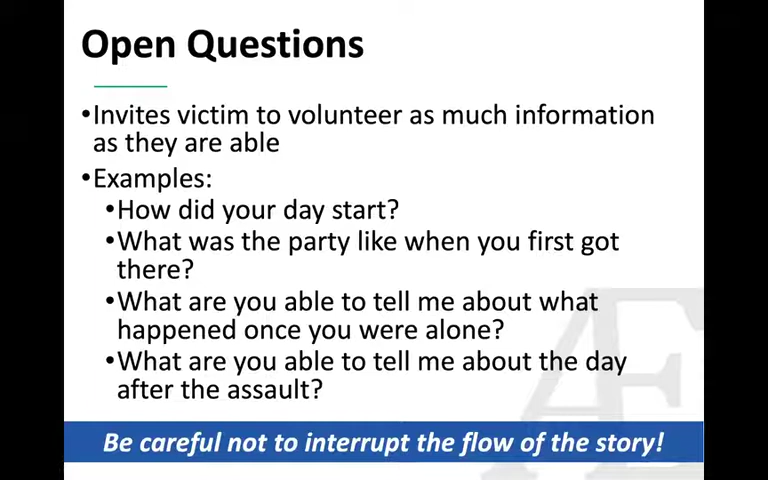 Open Questions
•Invites victim to volunteer as much information
as they are able
•Examples:
•How did your day start?
•What was the party like when you first got
there?
•What are you able to tell me about what
happened once you were alone?
•What are you able to tell me about the day
after the assault?
Be careful not to interrupt the flow of the story!
Æ